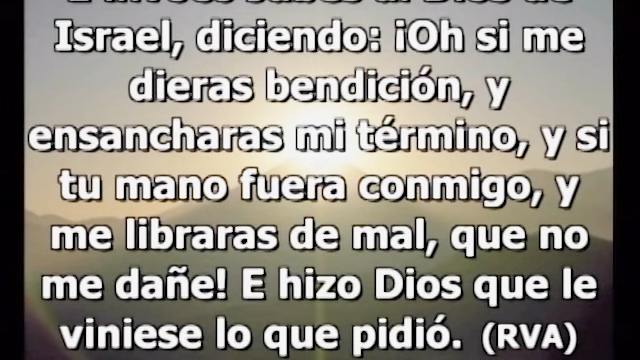 Israel, diciendo: ¡Oh si me
dieras bendición, y
ensancharas mi término, y si
tu mano fuera conmigo, y
me libraras de mal, que no
me dañe! E hizo Dios que le
viniese lo que pidió. (RVA)